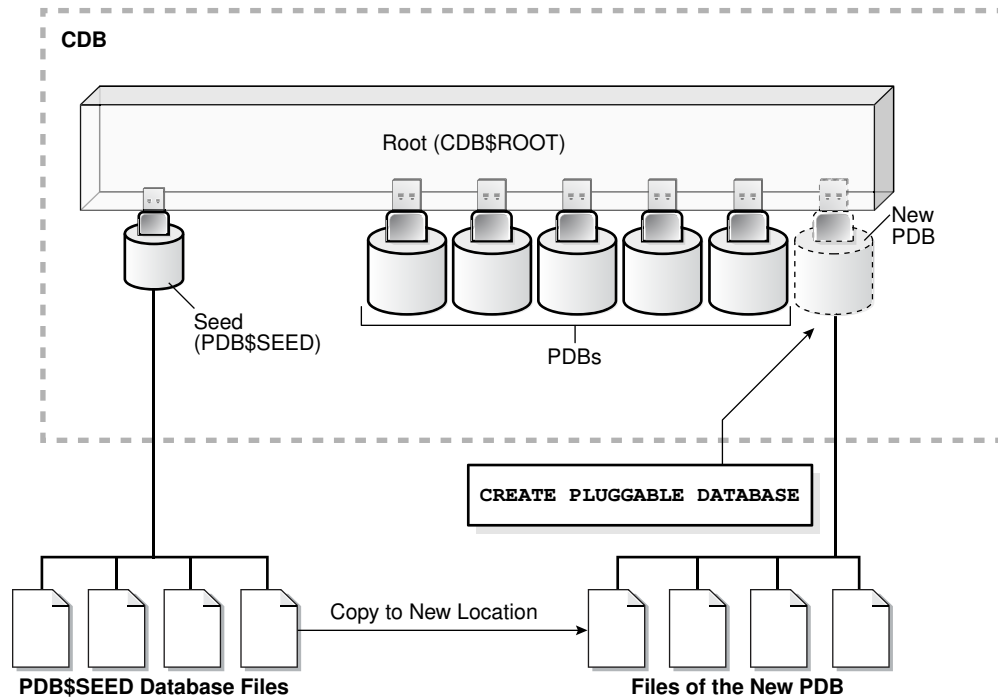 CDB
Root (CDB$ROOT)
New
PDB
Seed
(PDB$SEED)
PDBs
CREATE PLUGGABLE DATABASE
Copy to New Location
PDB$SEED Database Files
Files of the New PDB